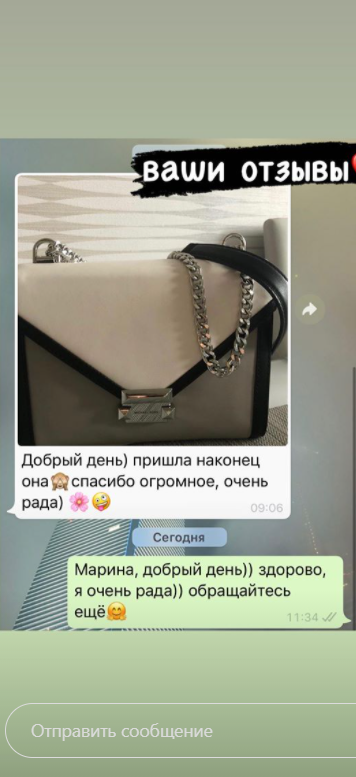 ваши отзывы
Добрый день) пришла наконец
она🙈спасибо огромное, очень
рада) 🌸🤪
09:06
Сегодня
Марина, добрый день)) здорово,
я очень рада)) обращайтесь
ещё🤗
11:34
Отправить сообщение